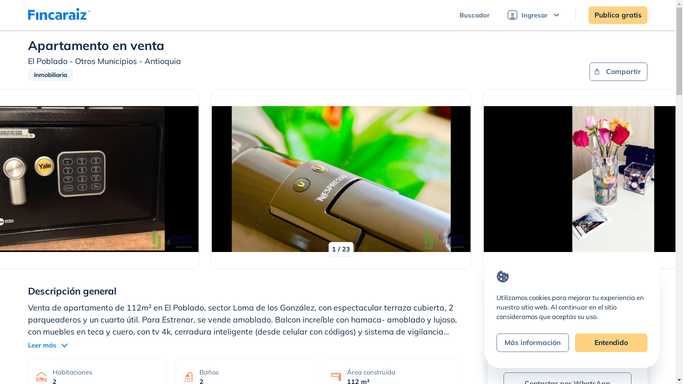 Fincaraiz
Buscador
Ingresar
Publica gratis
Apartamento en venta
El Poblado - Otros Municipios - Antioquia
Inmobiliaria
Compartir
Yale
NESPRESSO
1 / 23
Descripción general
Venta de apartamento de 112m² en El Poblado, sector Loma de los González, con espectacular terraza cubierta, 2
parqueaderos y un cuarto útil. Para Estrenar, se vende amoblado, Balcon increíble con hamaca- amoblado y lujoso,
con muebles en teca y cuero, con tv 4k, cerradura inteligente (desde celular con códigos) y sistema de vigilancia...
Leer más
Habitaciones
2
Baños
2
Área construida
112 m²
Utilizamos cookies para mejorar tu experiencia en
nuestro sitio web. Al continuar en el sitio
consideramos que aceptas su uso.
Más información
Entendido
Contactar por WhatsApp